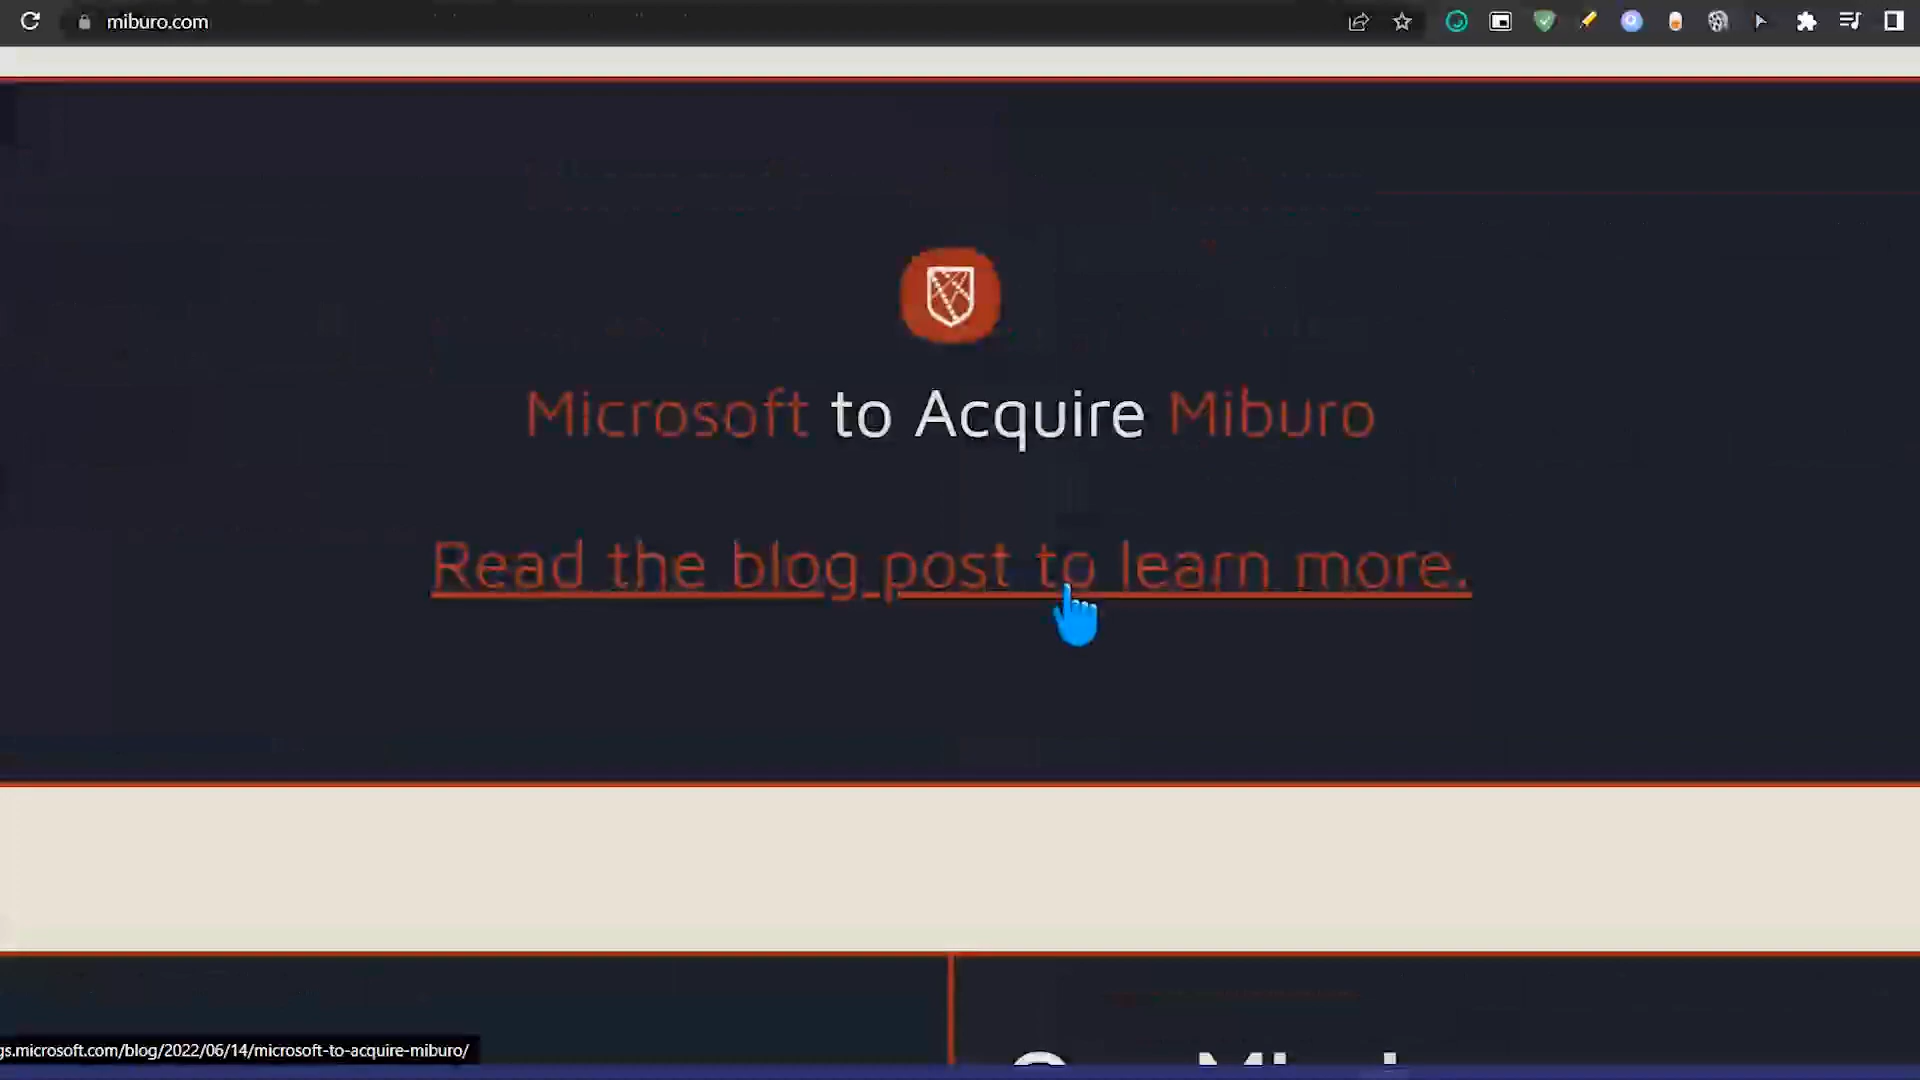 miburo.com
Microsoft to Acquire Miburo
Read the blog post to learn more.
gs.microsoft.com/blog/2022/06/14/microsoft-to-acquire-miburo/